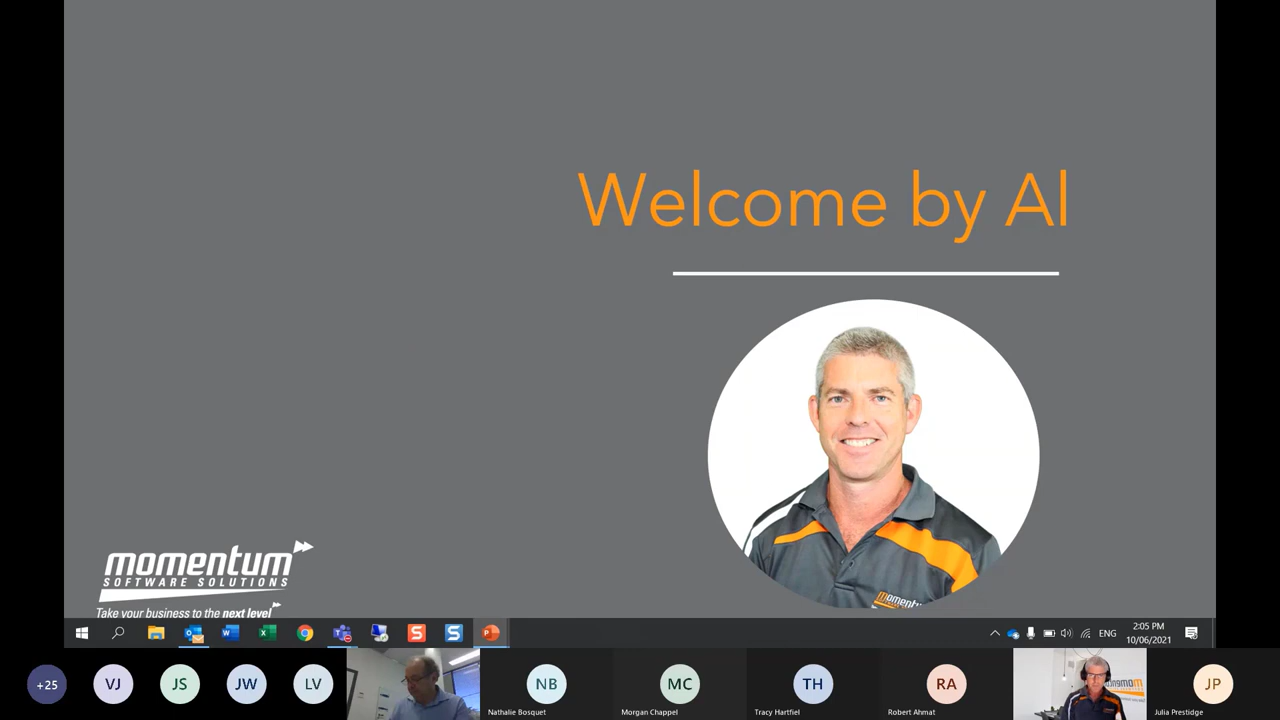 Welcome by Al
momentum
SOFTWARE SOLUTIONS
Take your business to the next level
momentu
ENG
2:05 PM
10/06/2021
+25
VJ
JS
JW
LV
NB
Nathalie Bosquet
MC
Morgan Chappel
TH
Tracy Hartfiel
RA
Robert Ahmat
JP
Julia Prestidge